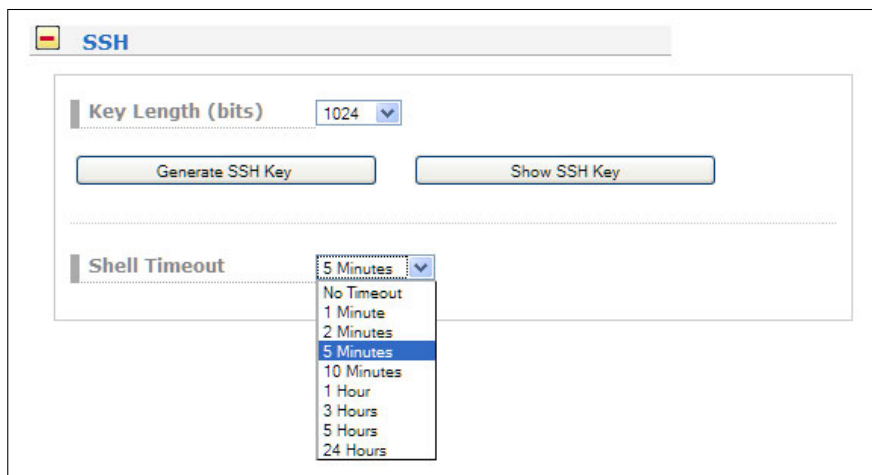 SSH
Key Length (bits) 1024
Generate SSH Key Show SSH Key
Shell Timeout 5 Minutes
No Timeout
1 Minute
2 Minutes
5 Minutes
10 Minutes
1 Hour
3 Hours
5 Hours
24 Hours